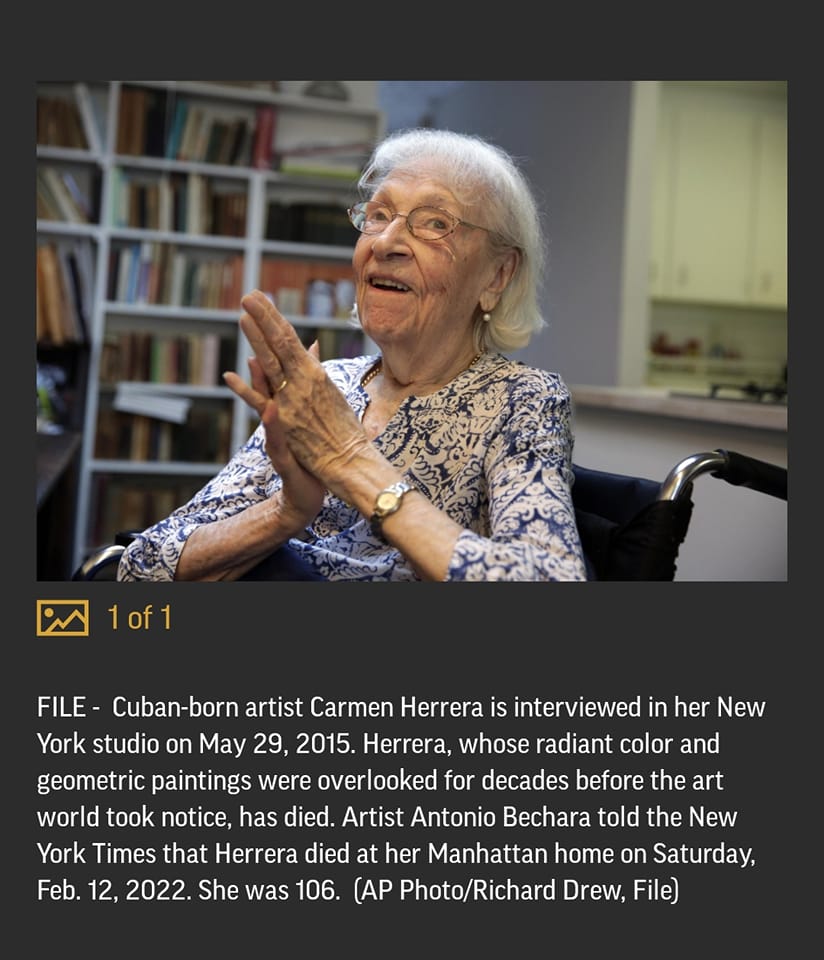 1 of 1
FILE -  Cuban-born artist Carmen Herrera is interviewed in her New
York studio on May 29, 2015. Herrera, whose radiant color and
geometric paintings were overlooked for decades before the art
world took notice, has died. Artist Antonio Bechara told the New
York Times that Herrera died at her Manhattan home on Saturday,
Feb. 12, 2022. She was 106.  (AP Photo/Richard Drew, File)